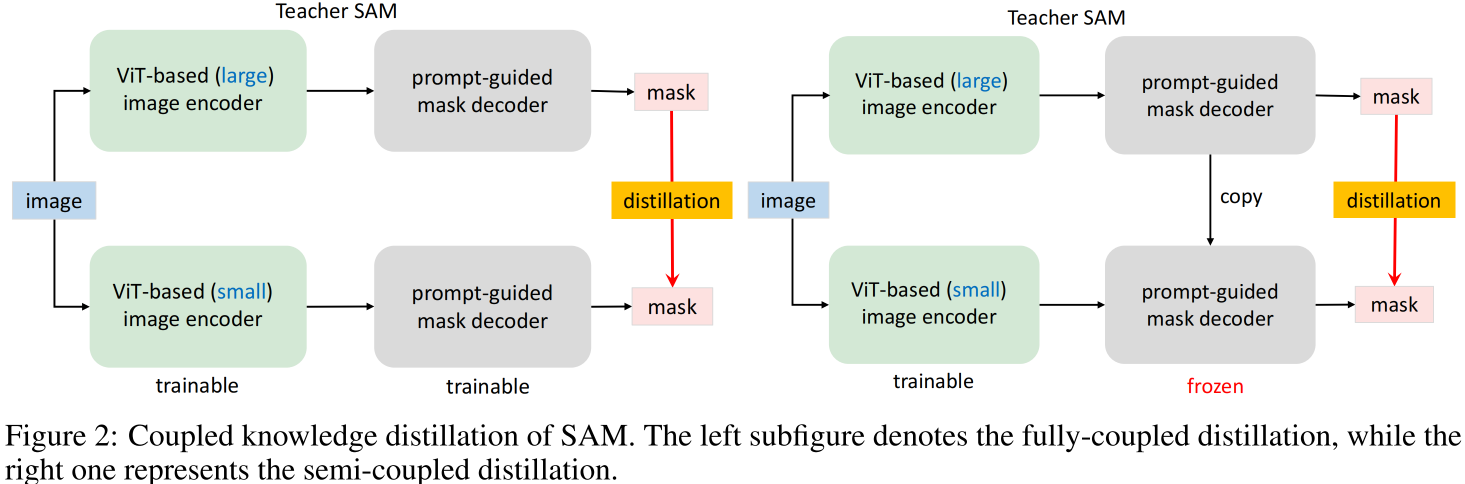 Teacher SAM
ViT-based (large)
image encoder
prompt-guided
mask decoder
mask
image
distillation
ViT-based (small)
image encoder
prompt-guided
mask decoder
mask
trainable
trainable
Teacher SAM
ViT-based (large)
image encoder
prompt-guided
mask decoder
mask
image
copy
distillation
ViT-based (small)
image encoder
prompt-guided
mask decoder
mask
trainable
frozen
Figure 2: Coupled knowledge distillation of SAM. The left subfigure denotes the fully-coupled distillation, while the
right one represents the semi-coupled distillation.